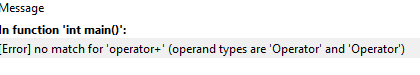 Message
In function 'int main()':
[Error] no match for 'operator+' (operand types are 'Operator' and 'Operator')